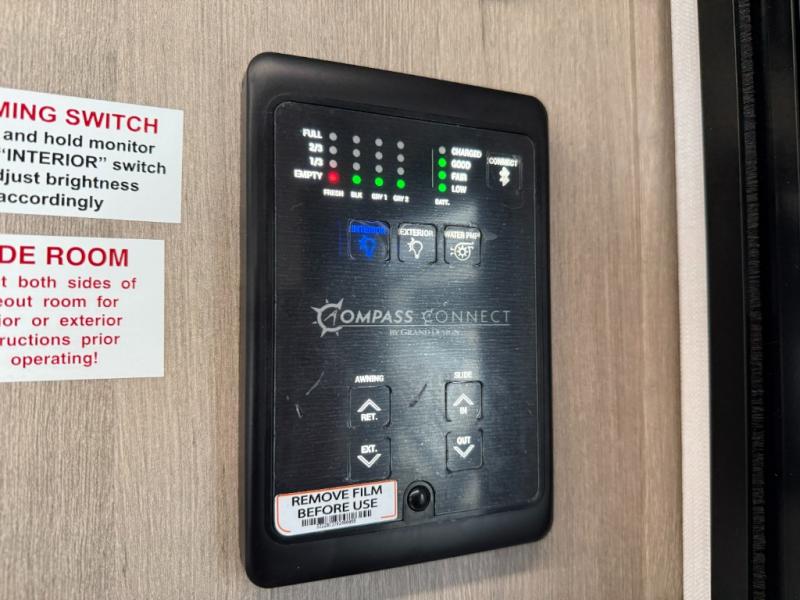 MING SWITCH
and hold monitor
"INTERIOR" switch
djust brightness
accordingly
DE ROOM
t both sides of
eout room for
ior or exterior
tructions prior
operating!
FULL
2/3
1/3
EMPTY
FRESH BLK GRY 1 GRY 2
CHARGED
GOOD
FAIR
LOW
BATT.
CONNECT
INTERIOR EXTERIOR WATER PMP
COMPASS CONNECT
BY GRAND DESIGN
AWNING
RET.
EXT.
SLIDE
IN
OUT
REMOVE FILM
BEFORE USE